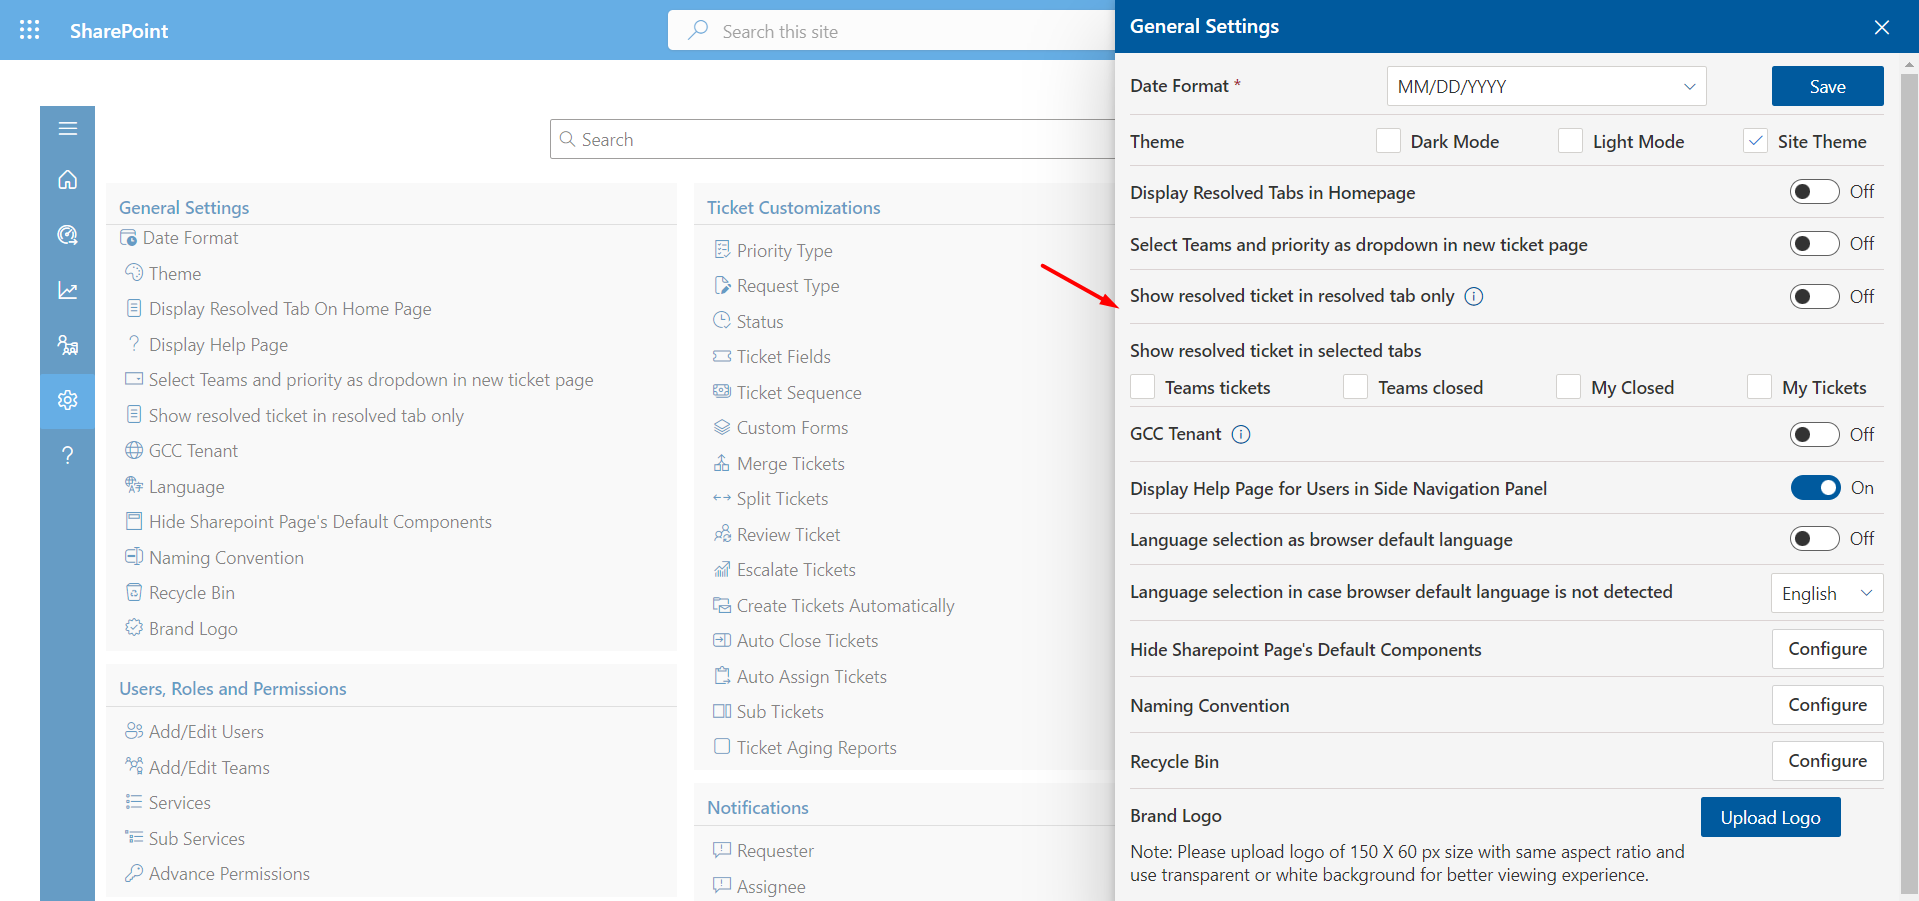 SharePoint
Search this site
Search
General Settings
Date Format
Theme
Display Resolved Tab On Home Page
Display Help Page
Select Teams and priority as dropdown in new ticket page
Show resolved ticket in resolved tab only
GCC Tenant
Language
Hide Sharepoint Page's Default Components
Naming Convention
Recycle Bin
Brand Logo
Users, Roles and Permissions
Add/Edit Users
Add/Edit Teams
Services
Sub Services
Advance Permissions
Ticket Customizations
Priority Type
Request Type
Status
Ticket Fields
Ticket Sequence
Custom Forms
Merge Tickets
Split Tickets
Review Ticket
Escalate Tickets
Create Tickets Automatically
Auto Close Tickets
Auto Assign Tickets
Sub Tickets
Ticket Aging Reports
Notifications
Requester
Assignee
General Settings
Date Format * MM/DD/YYYY Save
Theme Dark Mode Light Mode Site Theme
Display Resolved Tabs in Homepage Off
Select Teams and priority as dropdown in new ticket page Off
Show resolved ticket in resolved tab only Off
Show resolved ticket in selected tabs
Teams tickets Teams closed My Closed My Tickets
GCC Tenant Off
Display Help Page for Users in Side Navigation Panel On
Language selection as browser default language Off
Language selection in case browser default language is not detected English
Hide Sharepoint Page's Default Components Configure
Naming Convention Configure
Recycle Bin Configure
Brand Logo Upload Logo
Note: Please upload logo of 150 X 60 px size with same aspect ratio and
use transparent or white background for better viewing experience.